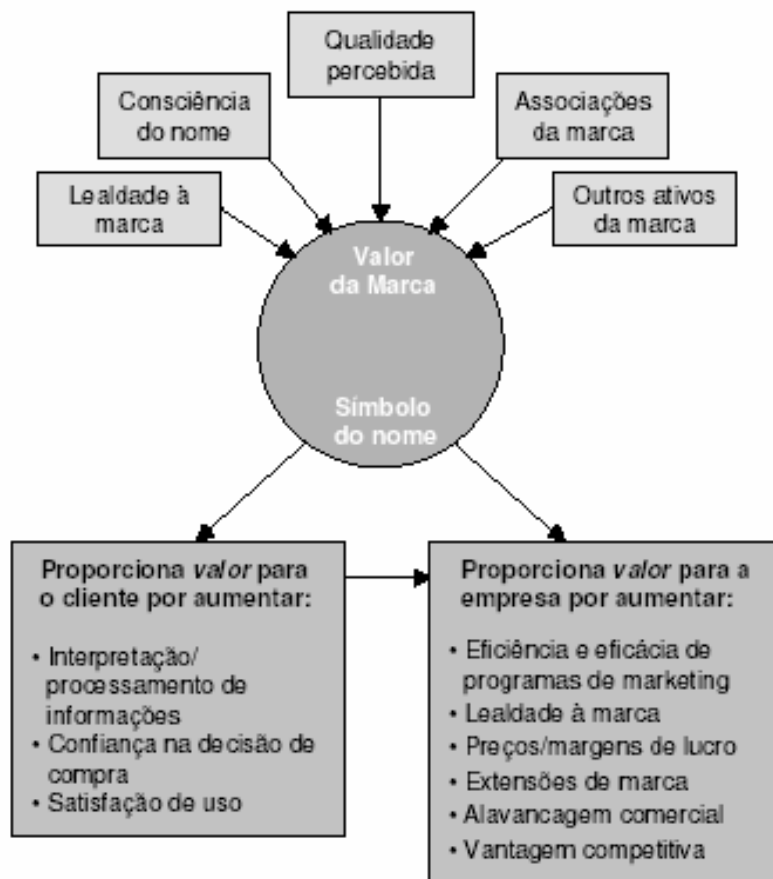 Qualidade
percebida
Consciência
do nome
Associações
da marca
Lealdade à
marca
Outros ativos
da marca
Valor
da Marca
Símbolo
do nome
Proporciona valor para
o cliente por aumentar:
• Interpretação/
processamento de
informações
• Confiança na decisão de
compra
• Satisfação de uso
Proporciona valor para a
empresa por aumentar:
• Eficiência e eficácia de
programas de marketing
• Lealdade à marca
• Preços/margens de lucro
• Extensões de marca
• Alavancagem comercial
• Vantagem competitiva